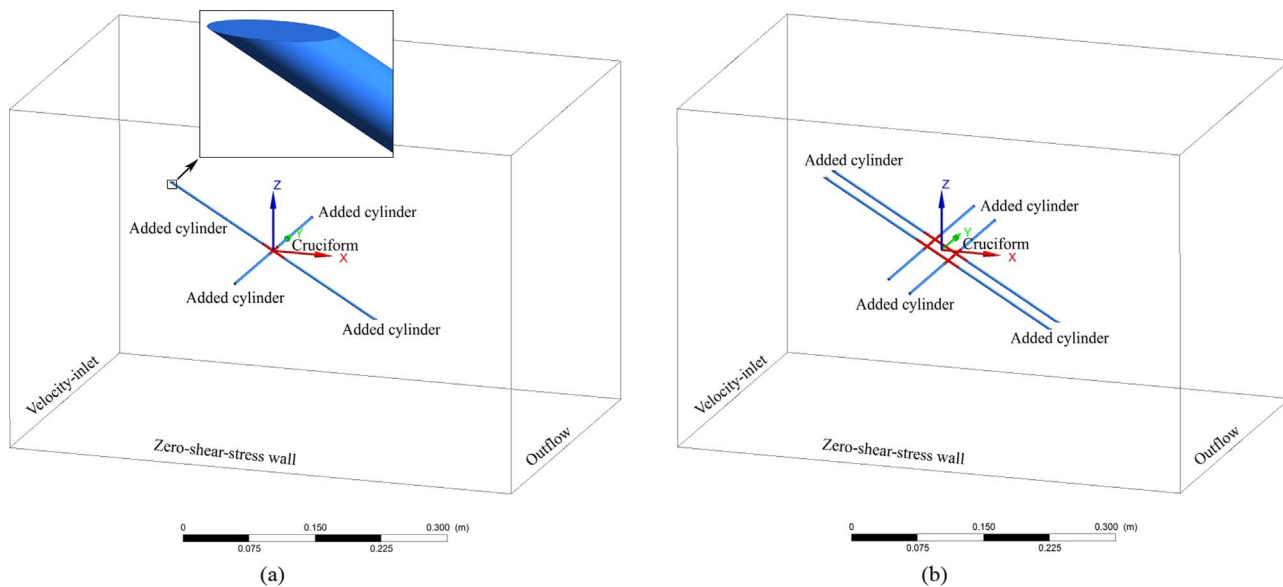 Z
Added cylinder
Added cylinder
Y
Cruciform
X
Added cylinder
Added cylinder
Velocity-inlet
Zero-shear-stress wall
Outflow
0 0.150 0.300 (m)
0.075 0.225
(a)
Added cylinder
Z
Added cylinder
Y
Cruciform
X
Added cylinder
Added cylinder
Velocity-inlet
Zero-shear-stress wall
Outflow
0 0.150 0.300 (m)
0.075 0.225
(b)